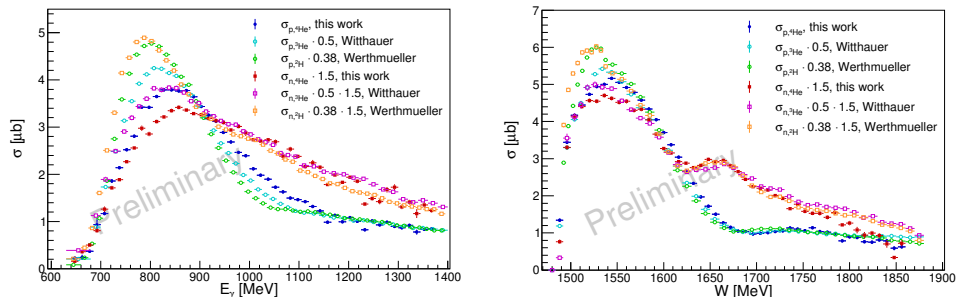 σ [μb]
5
4
3
2
1
0
600 700 800 900 1000 1100 1200 1300 1400
E_γ [MeV]
σ_p,⁴He, this work
σ_p,³He · 0.5, Witthauer
σ_p,²H · 0.38, Werthmueller
σ_n,⁴He · 1.5, this work
σ_n,³He · 0.5 · 1.5, Witthauer
σ_n,²H · 0.38 · 1.5, Werthmueller
Preliminary
σ [μb]
7
6
5
4
3
2
1
0
1500 1550 1600 1650 1700 1750 1800 1850 1900
W [MeV]
σ_p,⁴He, this work
σ_p,³He · 0.5, Witthauer
σ_p,²H · 0.38, Werthmueller
σ_n,⁴He · 1.5, this work
σ_n,³He · 0.5 · 1.5, Witthauer
σ_n,²H · 0.38 · 1.5, Werthmueller
Preliminary